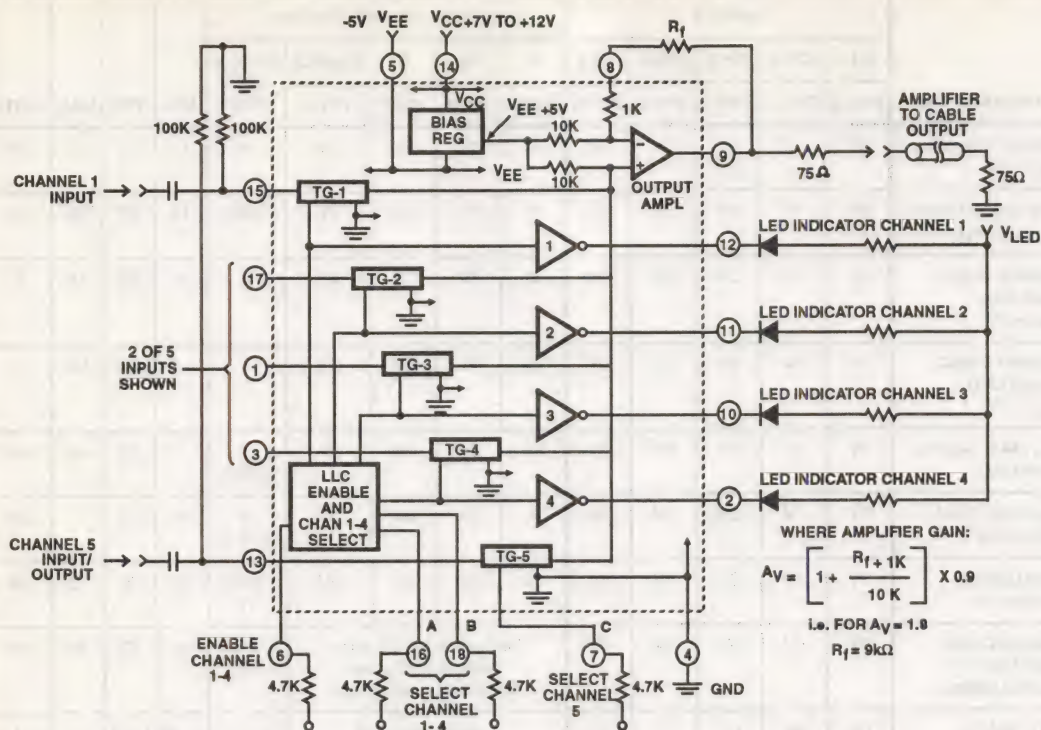 -5V VEE
VCC+7V TO +12V
5
14
8
Rf
VCC
VEE +5V
BIAS
REG
10K
1K
100K
100K
AMPLIFIER
TO CABLE
OUTPUT
−
+
9
75Ω
VEE
10K
OUTPUT
AMPL
75Ω
CHANNEL 1
INPUT
15
TG-1
1
12
LED INDICATOR CHANNEL 1
VLED
17
TG-2
2
11
LED INDICATOR CHANNEL 2
2 OF 5
INPUTS
SHOWN
1
TG-3
3
10
LED INDICATOR CHANNEL 3
3
TG-4
4
2
LED INDICATOR CHANNEL 4
LLC
ENABLE
AND
CHAN 1-4
SELECT
CHANNEL 5
INPUT/
OUTPUT
13
TG-5
WHERE AMPLIFIER GAIN:
AV = [1 + Rf + 1K / 10 K] X 0.9
i.e. FOR AV = 1.8
Rf = 9kΩ
A
B
C
ENABLE
CHANNEL
1-4
6
4.7K
4.7K
16
18
SELECT
CHANNEL
1- 4
4.7K
SELECT
CHANNEL
5
7
4.7K
4
GND